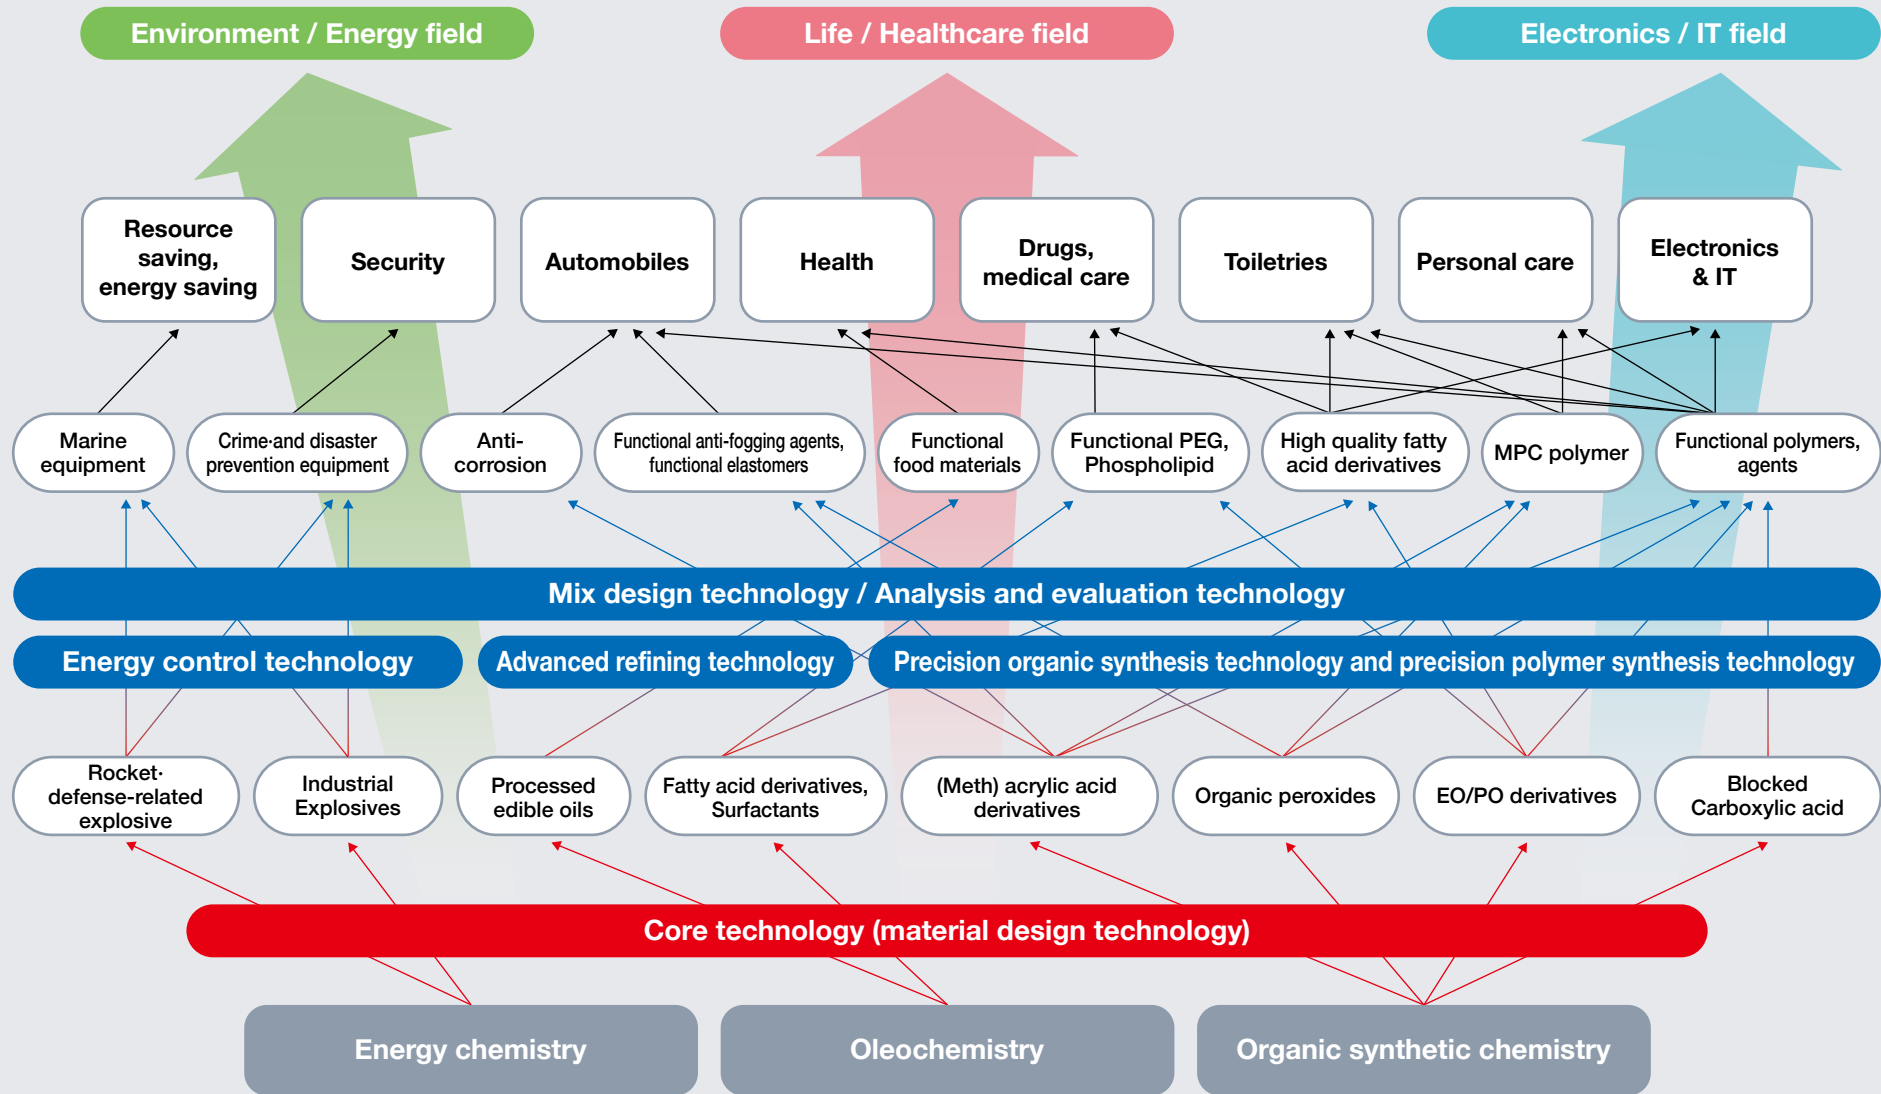 Environment / Energy field
Life / Healthcare field
Electronics / IT field
Resource
saving,
energy saving
Security
Automobiles
Health
Drugs,
medical care
Toiletries
Personal care
Electronics
& IT
Marine
equipment
Crime·and disaster
prevention equipment
Anti-
corrosion
Functional anti-fogging agents,
functional elastomers
Functional
food materials
Functional PEG,
Phospholipid
High quality fatty
acid derivatives
MPC polymer
Functional polymers,
agents
Mix design technology / Analysis and evaluation technology
Energy control technology
Advanced refining technology
Precision organic synthesis technology and precision polymer synthesis technology
Rocket·
defense-related
explosive
Industrial
Explosives
Processed
edible oils
Fatty acid derivatives,
Surfactants
(Meth) acrylic acid
derivatives
Organic peroxides
EO/PO derivatives
Blocked
Carboxylic acid
Core technology (material design technology)
Energy chemistry
Oleochemistry
Organic synthetic chemistry